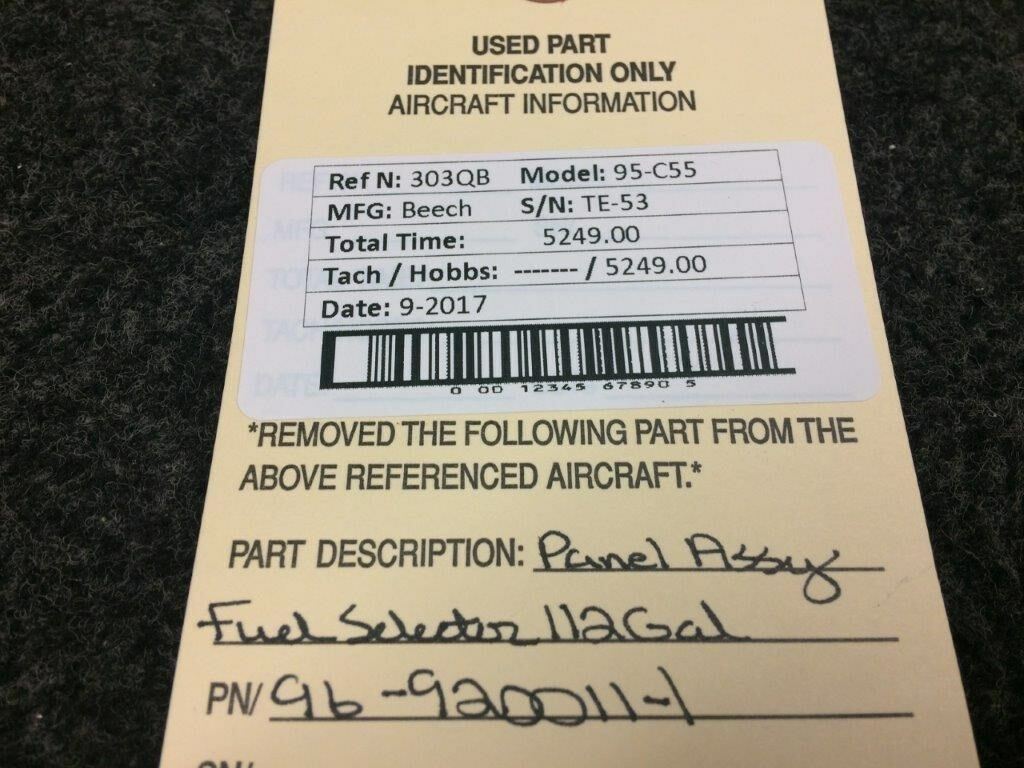 USED PART
IDENTIFICATION ONLY
AIRCRAFT INFORMATION
Ref N: 303QB Model: 95-C55
MFG: Beech S/N: TE-53
Total Time: 5249.00
Tach / Hobbs: ------- / 5249.00
Date: 9-2017
0 00 12345 67890 5
*REMOVED THE FOLLOWING PART FROM THE
ABOVE REFERENCED AIRCRAFT.*
PART DESCRIPTION: Panel Assy
Fuel Selector 112Gal
PN/ 96-920011-1